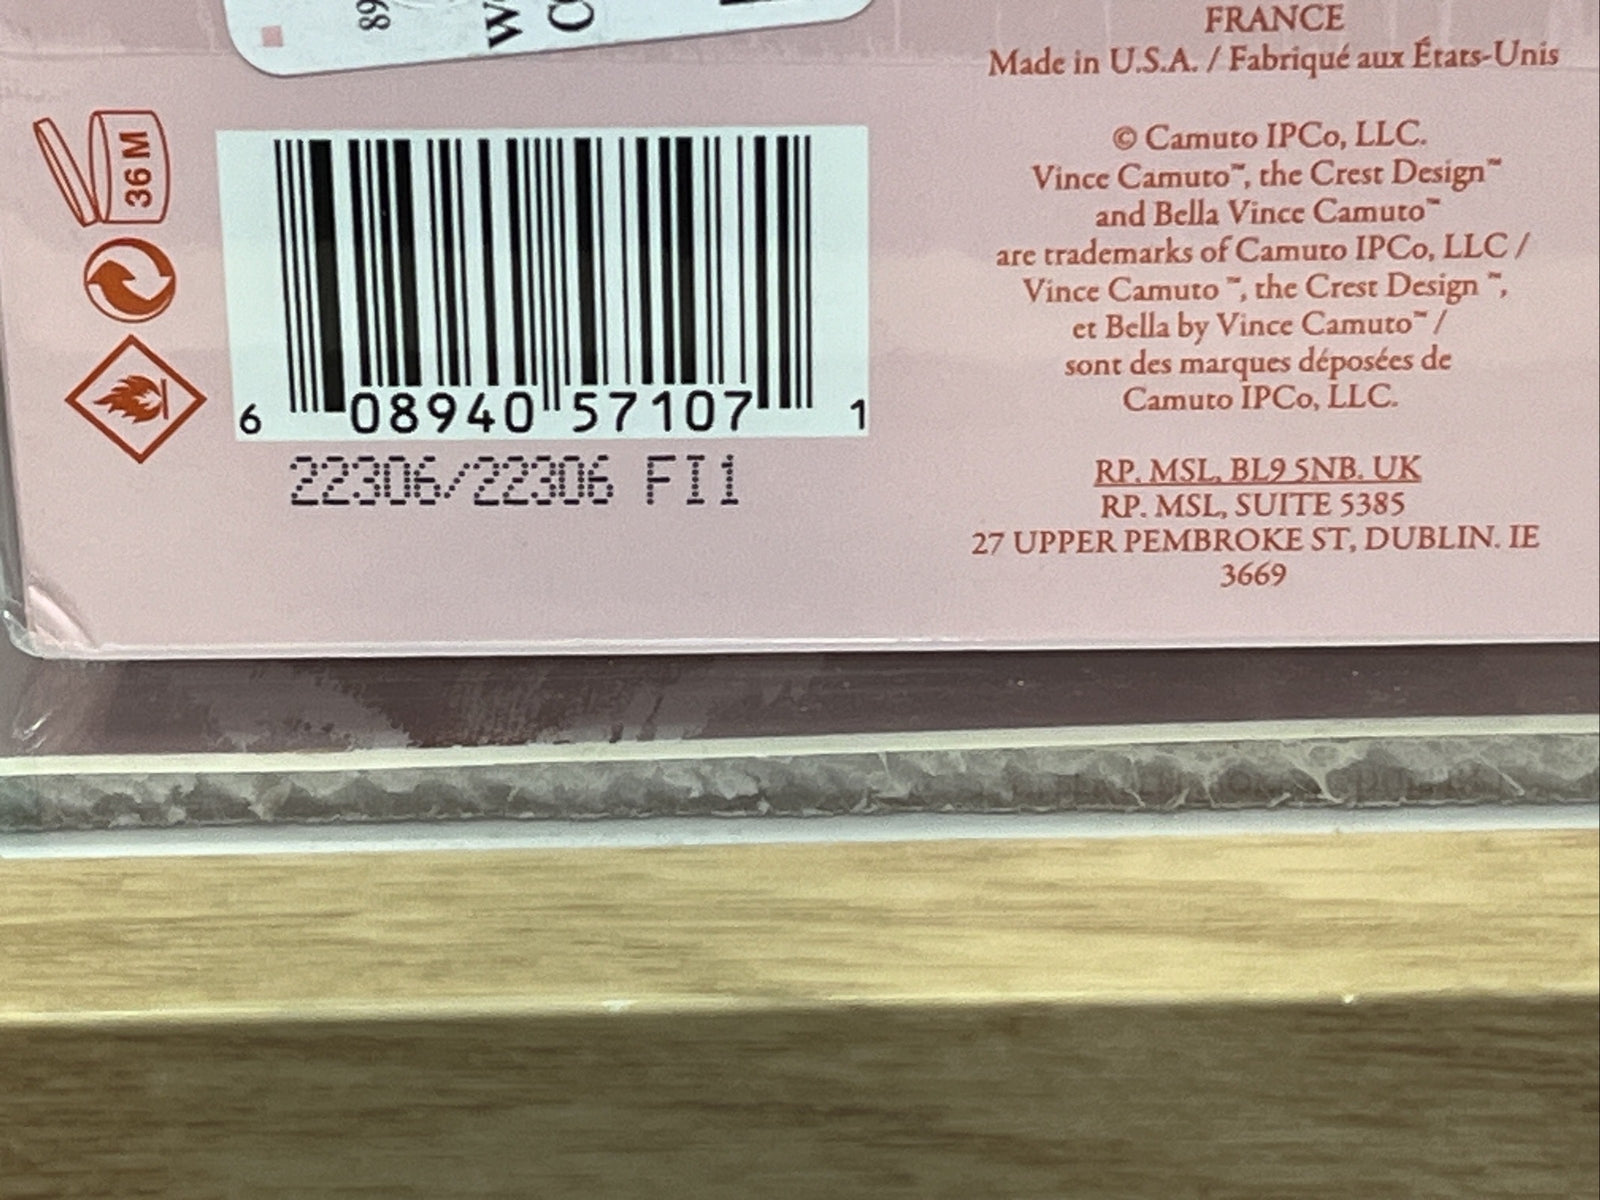 89
W
C
FRANCE
Made in U.S.A. / Fabriqué aux États-Unis
36 M
© Camuto IPCo, LLC.
Vince Camuto™, the Crest Design™
and Bella Vince Camuto™
are trademarks of Camuto IPCo, LLC /
Vince Camuto ™, the Crest Design ™,
et Bella by Vince Camuto™ /
sont des marques déposées de
Camuto IPCo, LLC.
6 08940 57107 1
22306/22306 FI1
RP. MSL, BL9 5NB. UK
RP. MSL, SUITE 5385
27 UPPER PEMBROKE ST, DUBLIN. IE
3669